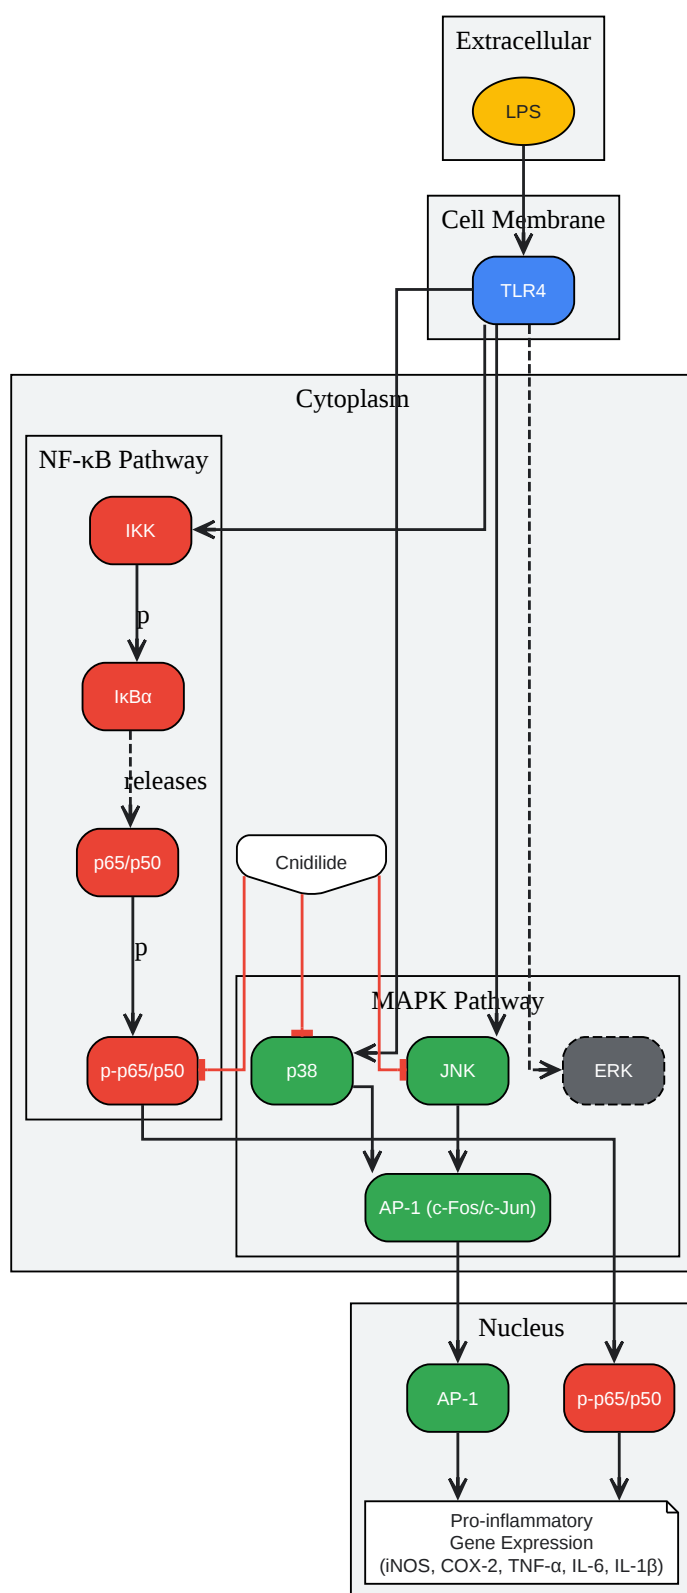 Extracellular
LPS
Cell Membrane
TLR4
Cytoplasm
NF-κB Pathway
IKK
p
IκBα
releases
p65/p50
Cnidilide
p
MAPK Pathway
p-p65/p50
p38
JNK
ERK
AP-1 (c-Fos/c-Jun)
Nucleus
AP-1
p-p65/p50
Pro-inflammatory
Gene Expression
(iNOS, COX-2, TNF-α, IL-6, IL-1β)